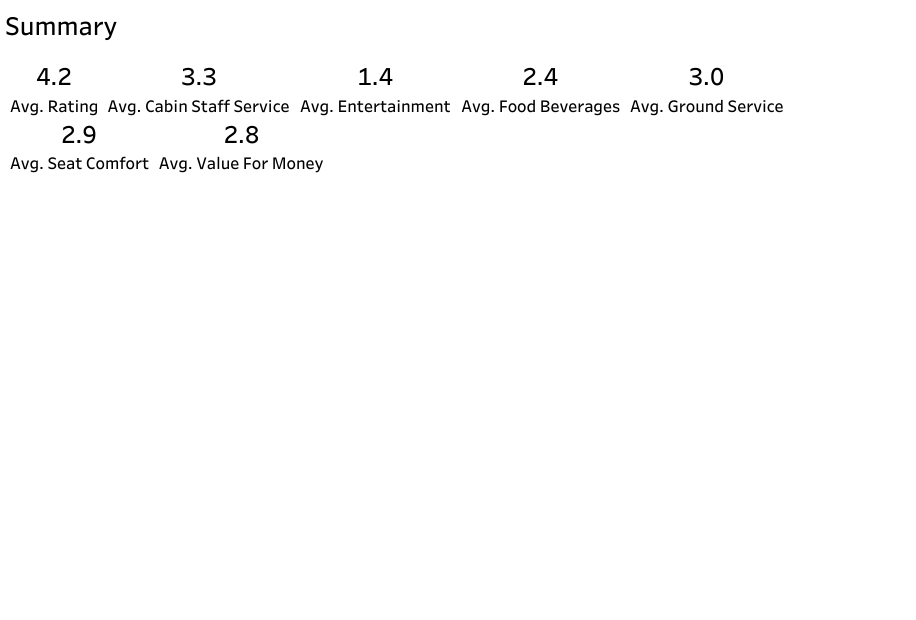 Summary
4.2 3.3 1.4 2.4 3.0
Avg. Rating Avg. Cabin Staff Service Avg. Entertainment Avg. Food Beverages Avg. Ground Service
2.9 2.8
Avg. Seat Comfort Avg. Value For Money